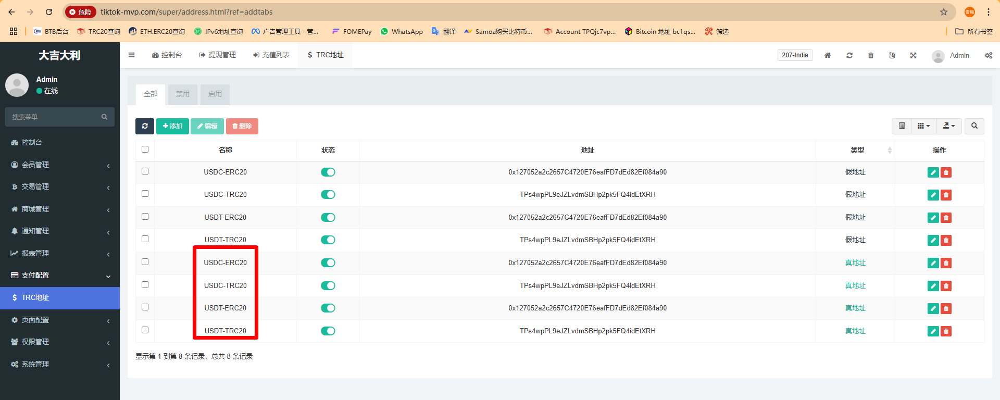 危险 tiktok-mvp.com/super/address.html?ref=addtabs 雪梅
BTB后台 TRC20查询 ETH.ERC20查询 IPv6地址查询 广告管理工具 - 管... FOMEPay WhatsApp 翻译 Samoa购买比特币... Account TPQjc7vp... Bitcoin 地址 bc1qs... 筛选 所有书签
大吉大利 控制台 提现管理 充值列表 $ TRC地址 207-India Admin
Admin
在线
全部 禁用 启用
搜索菜单
添加 编辑 删除
控制台
会员管理
交易管理
商城管理
通知管理
报表管理
支付配置
$ TRC地址
页面配置
权限管理
系统管理
名称 状态 地址 类型 操作
USDC-ERC20 0x127052a2c2657C4720E76eafFD7dEd82Ef084a90 假地址
USDC-TRC20 TPs4wpPL9eJZLvdmSBHp2pk5FQ4idEtXRH 假地址
USDT-ERC20 0x127052a2c2657C4720E76eafFD7dEd82Ef084a90 假地址
USDT-TRC20 TPs4wpPL9eJZLvdmSBHp2pk5FQ4idEtXRH 假地址
USDC-ERC20 0x127052a2c2657C4720E76eafFD7dEd82Ef084a90 真地址
USDC-TRC20 TPs4wpPL9eJZLvdmSBHp2pk5FQ4idEtXRH 真地址
USDT-ERC20 0x127052a2c2657C4720E76eafFD7dEd82Ef084a90 真地址
USDT-TRC20 TPs4wpPL9eJZLvdmSBHp2pk5FQ4idEtXRH 真地址
显示第 1 到第 8 条记录，总共 8 条记录